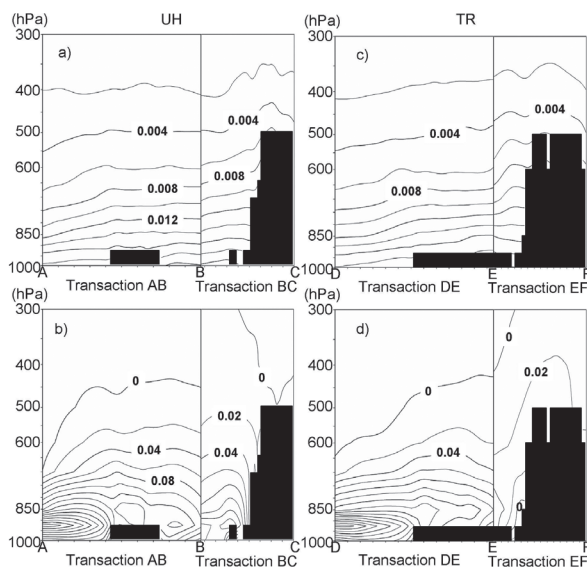 (hPa) UH (hPa) TR
300 300
a) c)
400 400
0.004 0.004 0.004 0.004
500 500
600 600
0.008 0.008 0.008
0.012
850 850
1000 1000
A B C D E F
Transaction AB Transaction BC Transaction DE Transaction EF
(hPa) (hPa)
300 300
b) d)
0
400 0 0 400 0 0.02
500 0.02 500
600 0.04 0.04 600 0.04
0.08
850 850 0
1000 1000
A B C D E F
Transaction AB Transaction BC Transaction DE Transaction EF